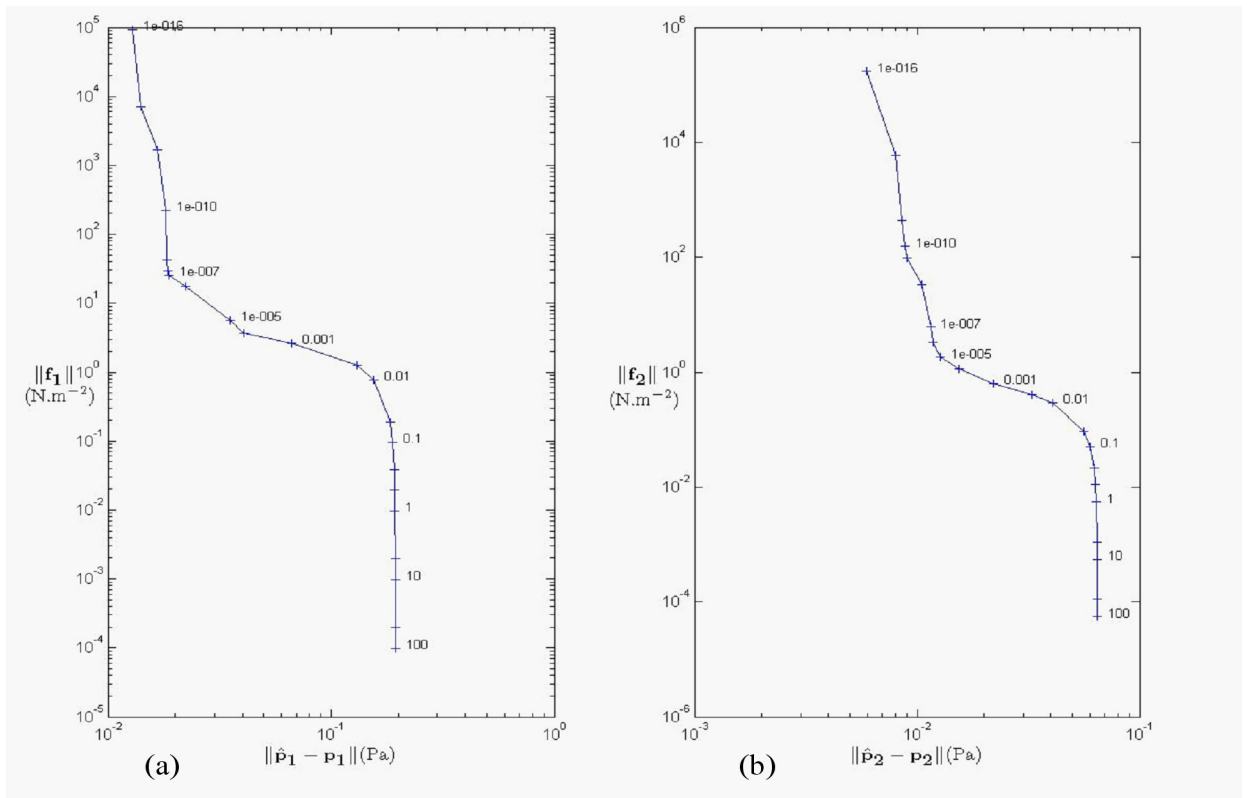 10^5
10^4
10^3
10^2
10^1
10^0
10^-1
10^-2
10^-3
10^-4
10^-5
‖f₁‖
(N.m⁻²)
1e-016
1e-010
1e-007
1e-005
0.001
0.01
0.1
1
10
100
10^-2
10^-1
10^0
‖p̂₁ − p₁‖(Pa)
(a)
10^6
10^4
10^2
10^0
10^-2
10^-4
10^-6
‖f₂‖
(N.m⁻²)
1e-016
1e-010
1e-007
1e-005
0.001
0.01
0.1
1
10
100
10^-3
10^-2
10^-1
‖p̂₂ − p₂‖(Pa)
(b)